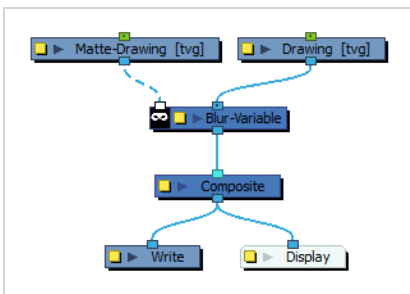 Matte-Drawing [tvg]
Drawing [tvg]
Blur-Variable
Composite
Write
Display